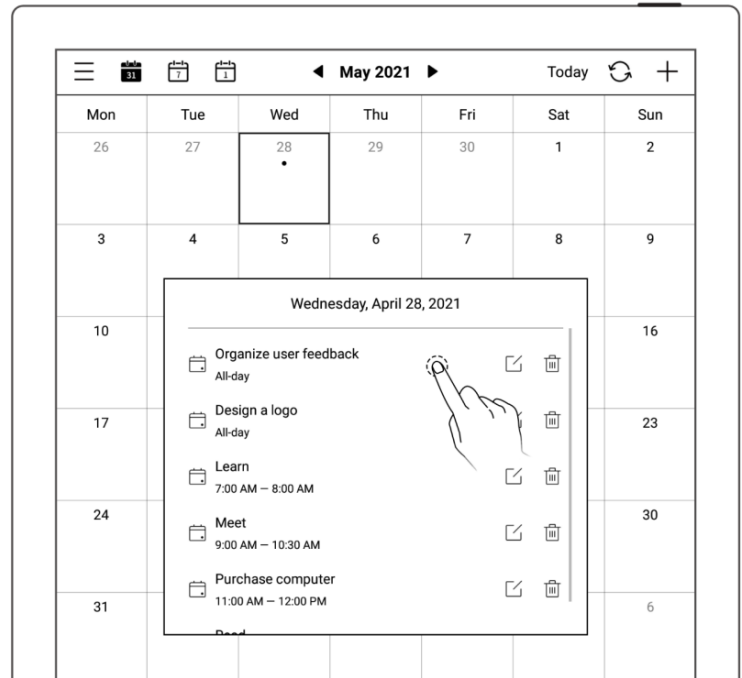 31 7 1 May 2021 Today
Mon Tue Wed Thu Fri Sat Sun
26 27 28 29 30 1 2
3 4 5 6 7 8 9
Wednesday, April 28, 2021
10 16
Organize user feedback
All-day
Design a logo
All-day
17 23
Learn
7:00 AM — 8:00 AM
24 30
Meet
9:00 AM — 10:30 AM
Purchase computer
11:00 AM — 12:00 PM
31 6